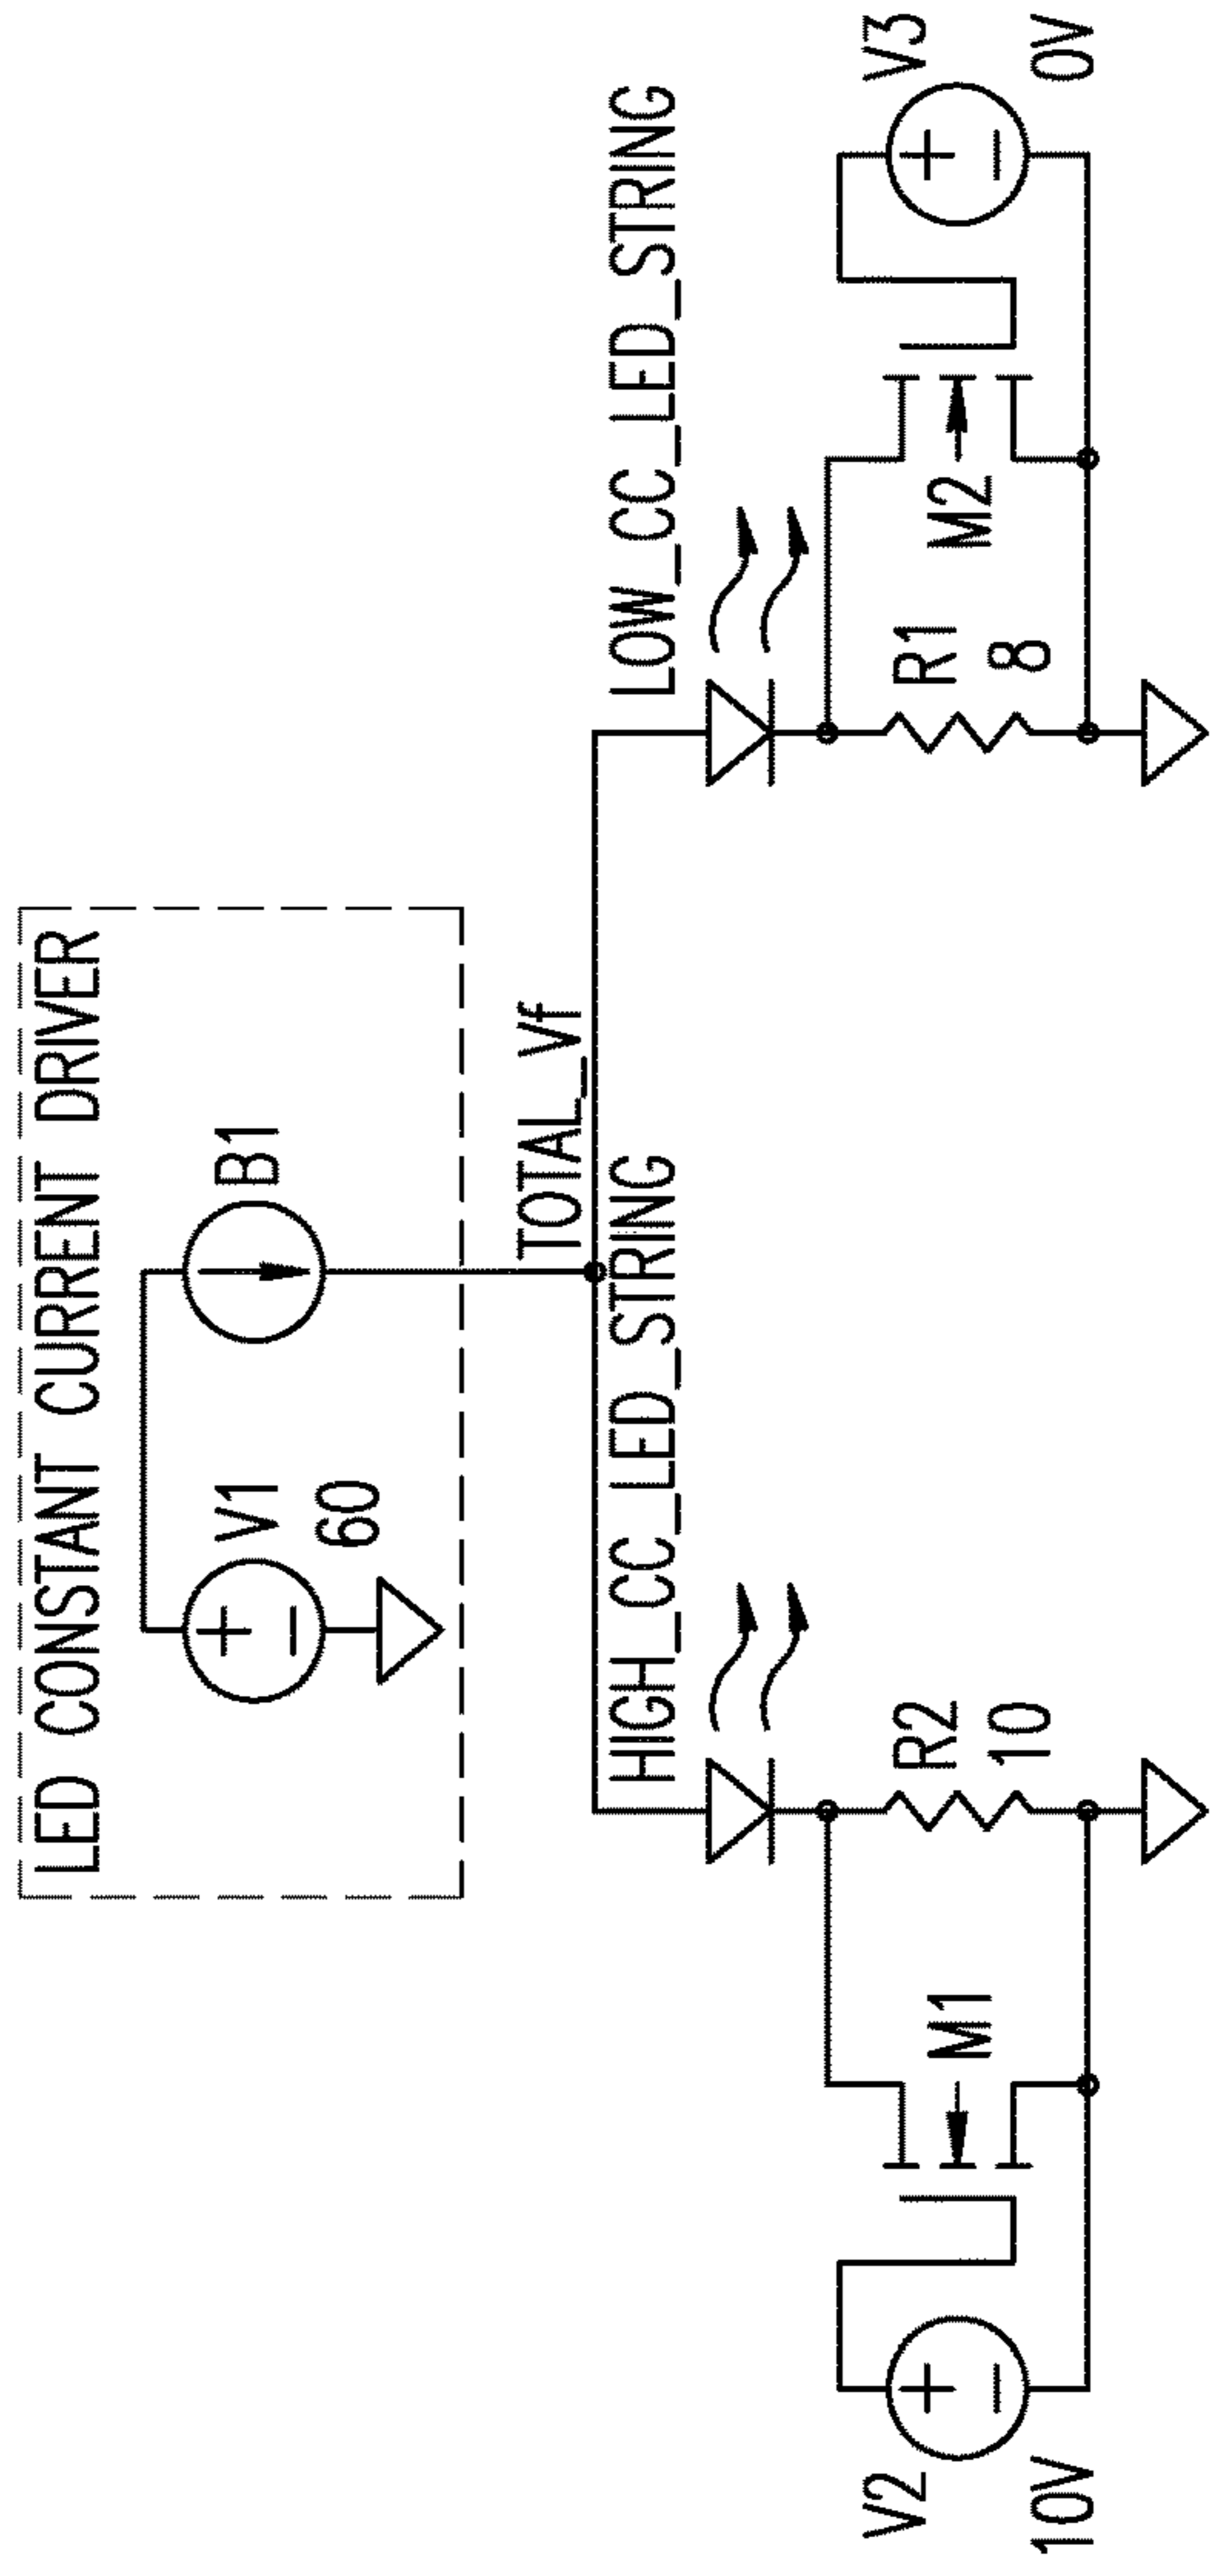 LED CONSTANT CURRENT DRIVER
V1
60
B1
TOTAL_Vf
HIGH_CC_LED_STRING
LOW_CC_LED_STRING
V2
10V
M1
R2
10
R1
8
M2
V3
0V